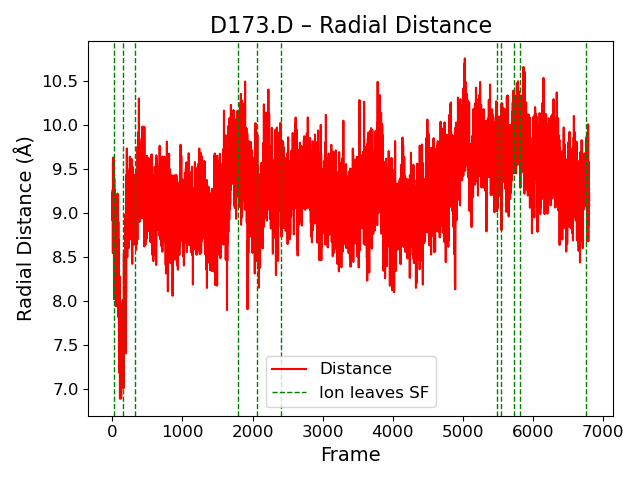 D173.D – Radial Distance
Radial Distance (Å)
10.5
10.0
9.5
9.0
8.5
8.0
7.5
7.0
Distance
Ion leaves SF
0 1000 2000 3000 4000 5000 6000 7000
Frame